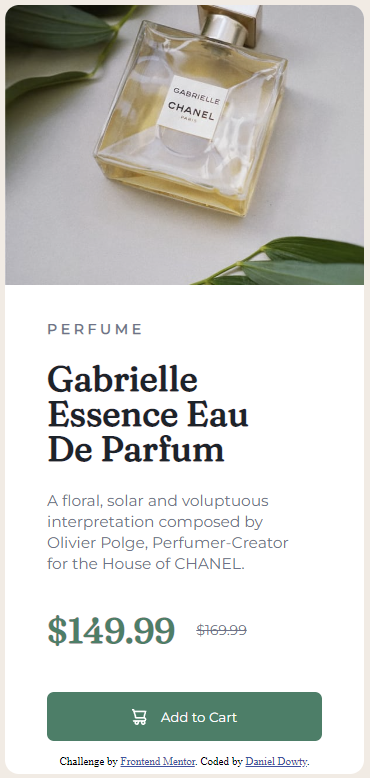 GABRIELLE
CHANEL
PARIS
PERFUME
Gabrielle
Essence Eau
De Parfum
A floral, solar and voluptuous
interpretation composed by
Olivier Polge, Perfumer-Creator
for the House of CHANEL.
$149.99 $169.99
Add to Cart
Challenge by Frontend Mentor. Coded by Daniel Dowty.